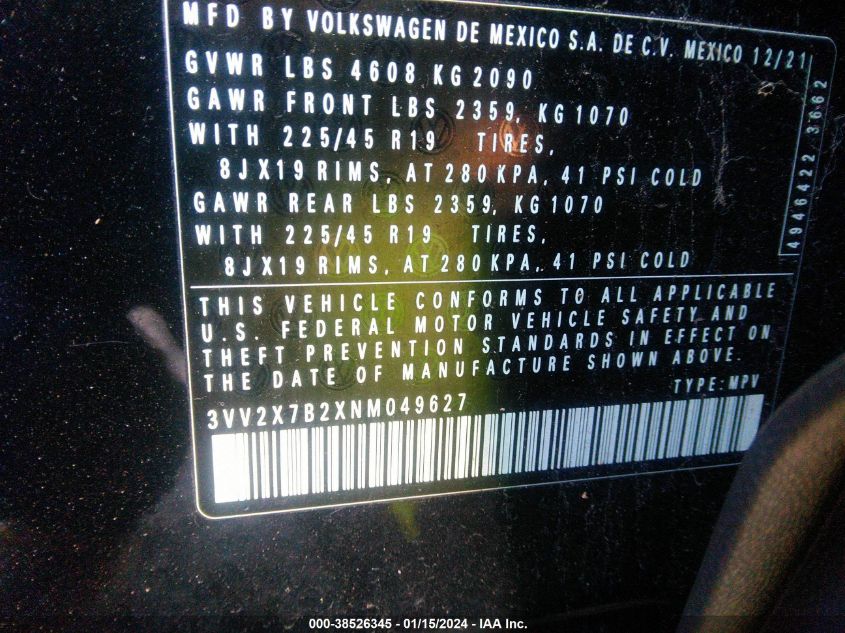 MFD BY VOLKSWAGEN DE MEXICO S.A. DE C.V. MEXICO 12/21
GVWR LBS 4608 KG 2090
GAWR FRONT LBS 2359, KG 1070
WITH 225/45 R19 TIRES,
8JX19 RIMS, AT 280 KPA, 41 PSI COLD
GAWR REAR LBS 2359, KG 1070
WITH 225/45 R19 TIRES,
8JX19 RIMS, AT 280 KPA, 41 PSI COLD
4946422 3662
THIS VEHICLE CONFORMS TO ALL APPLICABLE
U.S. FEDERAL MOTOR VEHICLE SAFETY AND
THEFT PREVENTION STANDARDS IN EFFECT ON
THE DATE OF MANUFACTURE SHOWN ABOVE.
TYPE: MPV
3VV2X7B2XNM049627
000-38526345 - 01/15/2024 - IAA Inc.